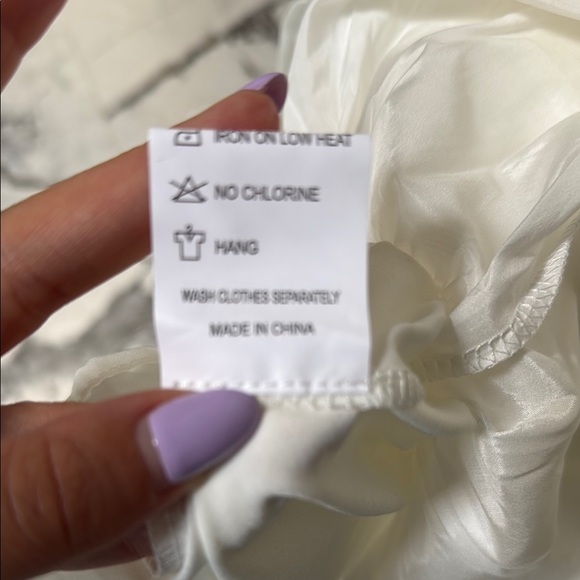 IRON ON LOW HEAT
NO CHLORINE
HANG
WASH CLOTHES SEPARATELY
MADE IN CHINA